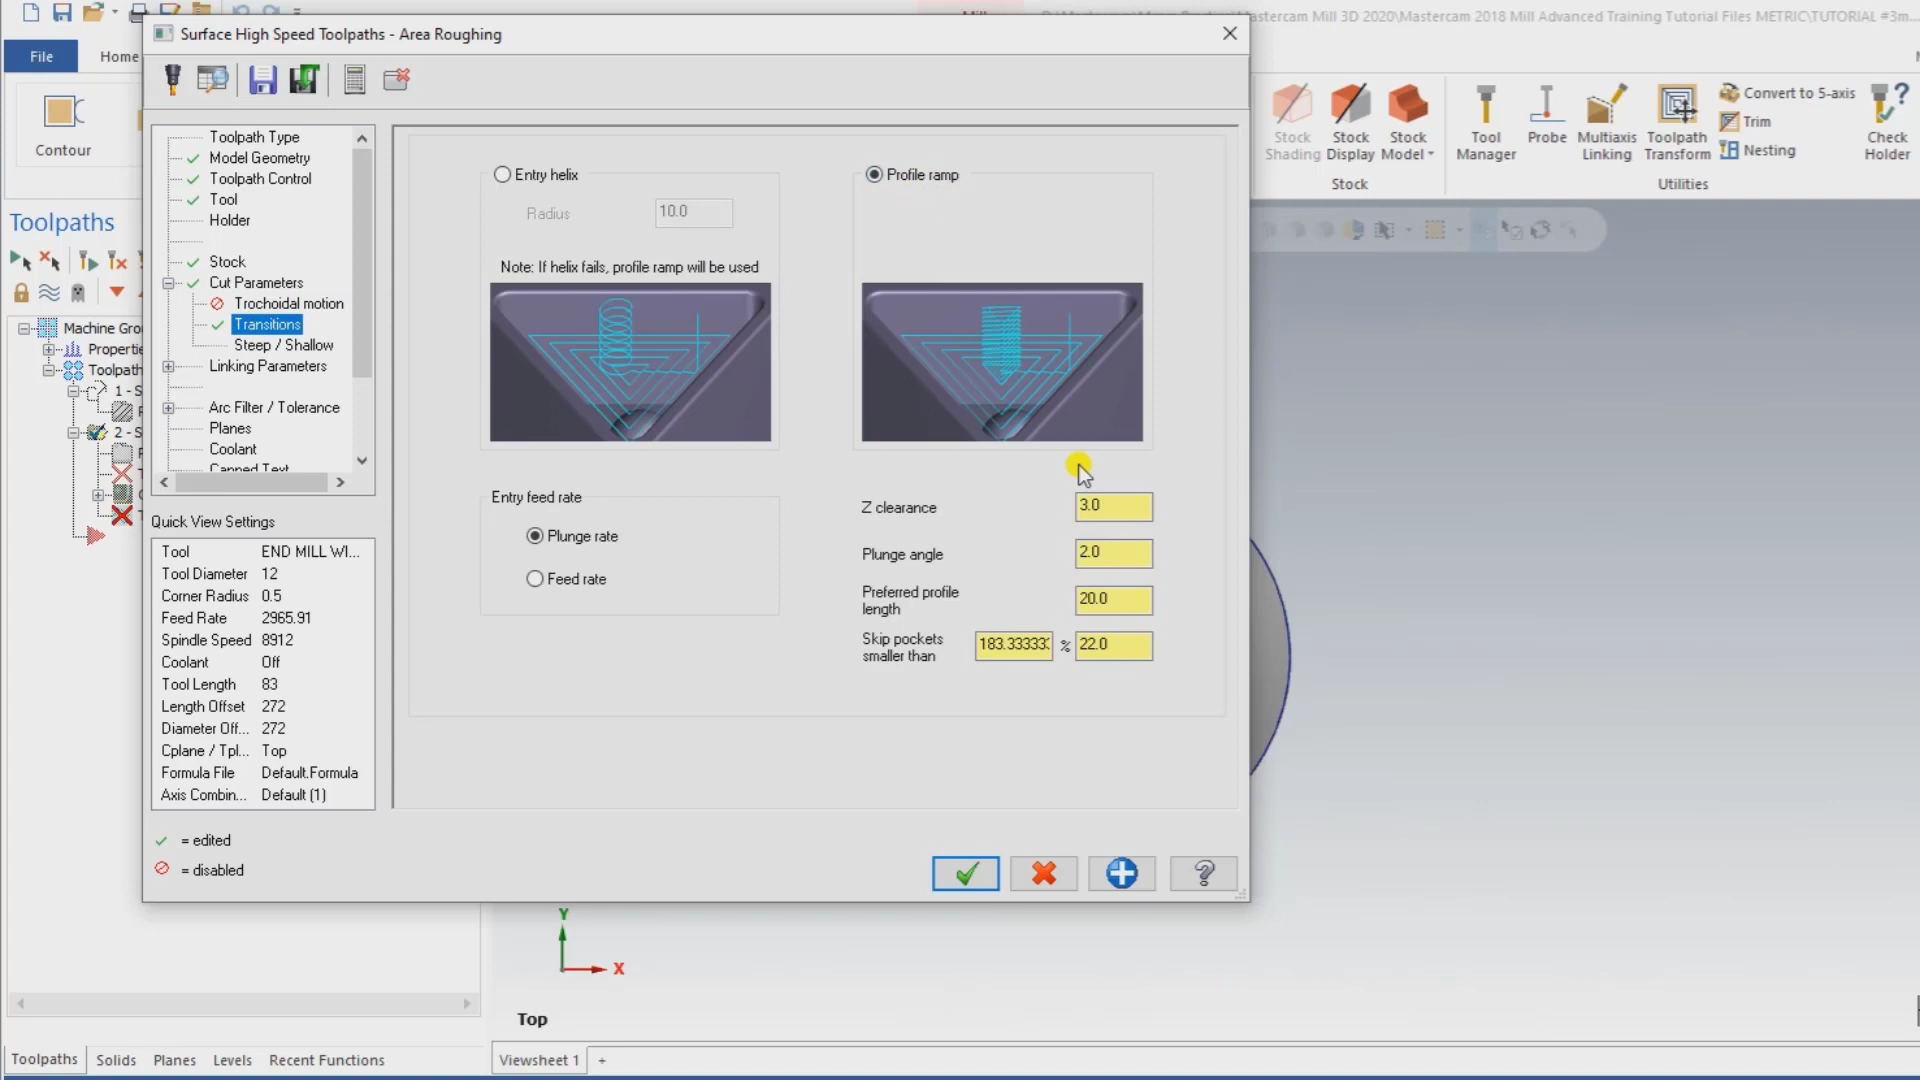 Surface High Speed Toolpaths - Area Roughing
Mastercam Mill 3D 2020\Mastercam 2018 Mill Advanced Training Tutorial Files METRIC\TUTORIAL #3m...
File
Home
Contour
Stock Shading
Stock Display
Stock Model
Stock
Tool Manager
Probe
Multiaxis Linking
Toolpath Transform
Convert to 5-axis
Trim
Nesting
Utilities
Check Holder
Toolpaths
Machine Gro
Propertie
Toolpath
1 - S
2 - S
Toolpath Type
Model Geometry
Toolpath Control
Tool
Holder
Stock
Cut Parameters
Trochoidal motion
Transitions
Steep / Shallow
Linking Parameters
Arc Filter / Tolerance
Planes
Coolant
Canned Text
Quick View Settings
Tool END MILL WI...
Tool Diameter 12
Corner Radius 0.5
Feed Rate 2965.91
Spindle Speed 8912
Coolant Off
Tool Length 83
Length Offset 272
Diameter Off... 272
Cplane / Tpl... Top
Formula File Default.Formula
Axis Combin... Default (1)
= edited
= disabled
Entry helix
Radius 10.0
Note: If helix fails, profile ramp will be used
Profile ramp
Entry feed rate
Plunge rate
Feed rate
Z clearance 3.0
Plunge angle 2.0
Preferred profile length 20.0
Skip pockets smaller than 183.333333 % 22.0
Y
X
Top
Toolpaths Solids Planes Levels Recent Functions
Viewsheet 1 +